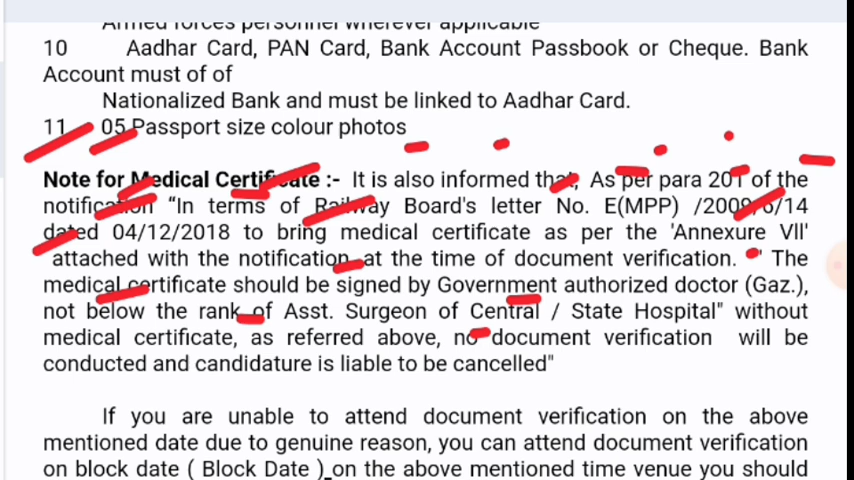 Armed forces personnel wherever applicable
10 Aadhar Card, PAN Card, Bank Account Passbook or Cheque. Bank
Account must of of
Nationalized Bank and must be linked to Aadhar Card.
11 05 Passport size colour photos
Note for Medical Certificate :- It is also informed that, As per para 201 of the
notification “In terms of Railway Board's letter No. E(MPP) /2009/6/14
dated 04/12/2018 to bring medical certificate as per the 'Annexure Vll'
attached with the notification at the time of document verification. " The
medical certificate should be signed by Government authorized doctor (Gaz.),
not below the rank of Asst. Surgeon of Central / State Hospital" without
medical certificate, as referred above, no document verification will be
conducted and candidature is liable to be cancelled"
If you are unable to attend document verification on the above
mentioned date due to genuine reason, you can attend document verification
on block date ( Block Date ) on the above mentioned time venue you should